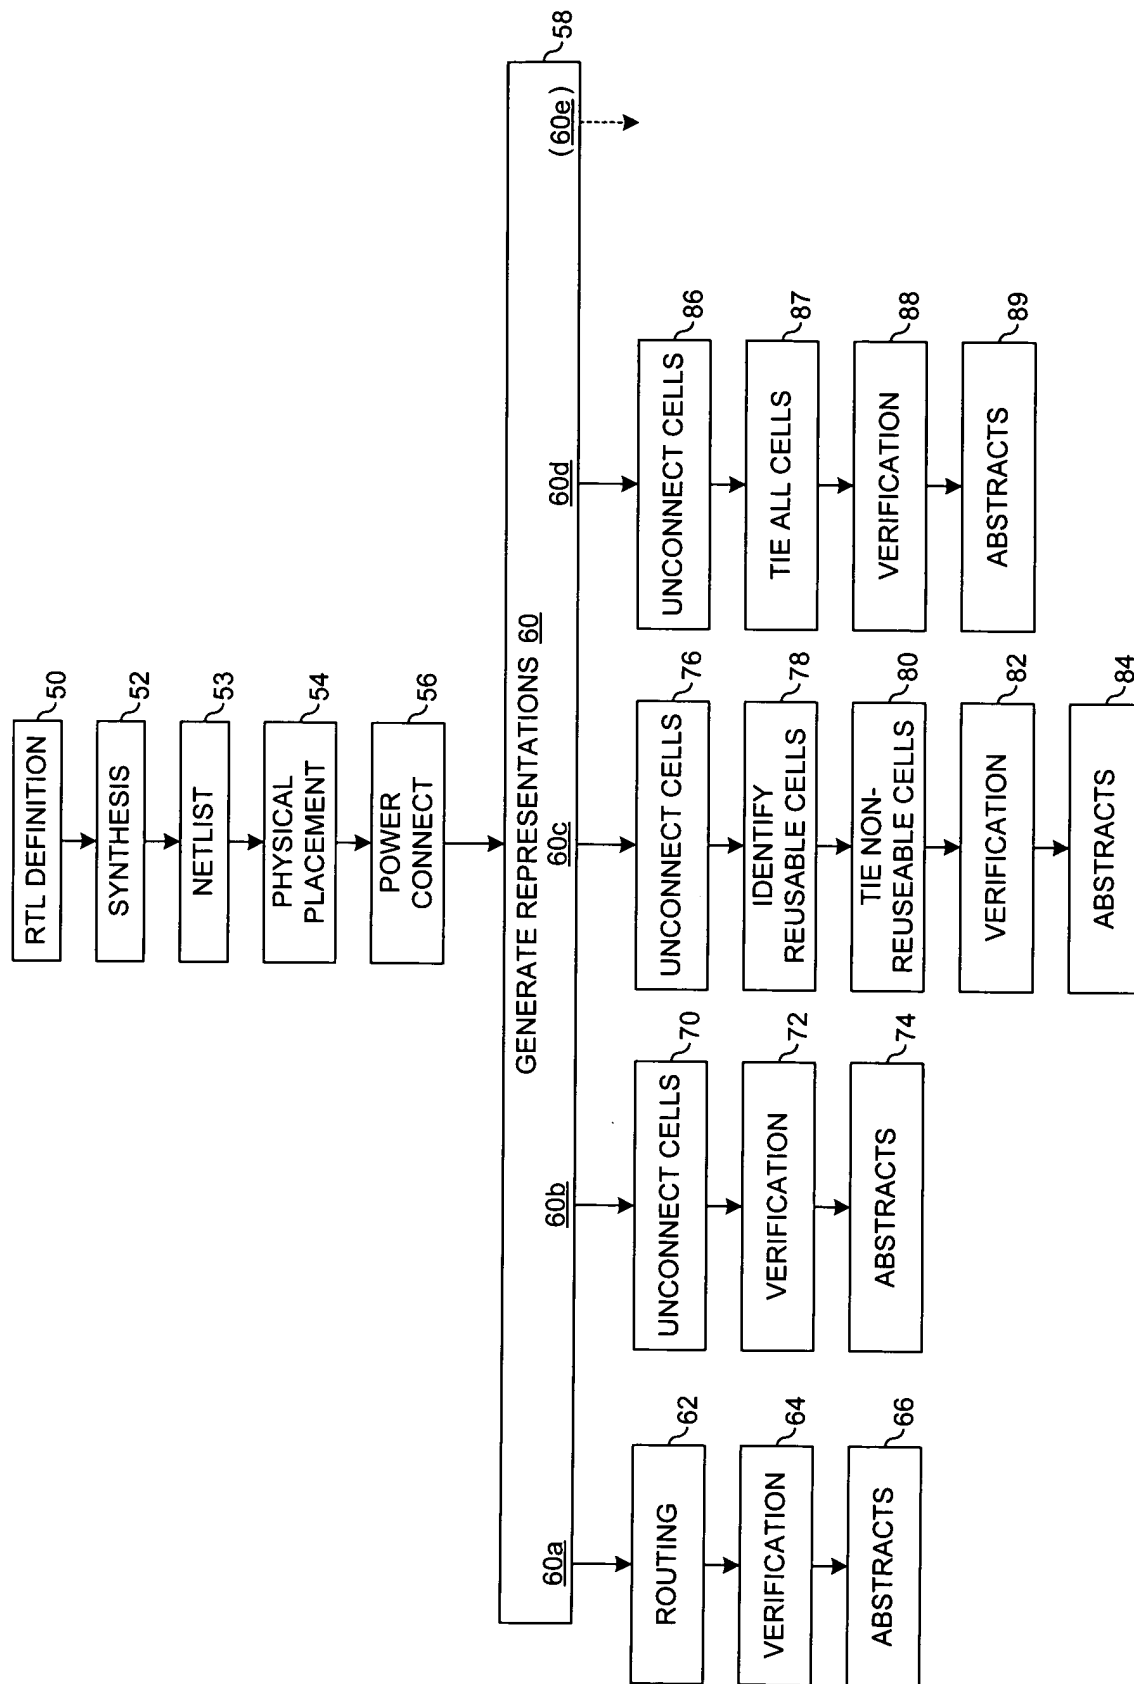 RTL DEFINITION
50
SYNTHESIS
52
NETLIST
53
PHYSICAL
PLACEMENT
54
POWER
CONNECT
56
GENERATE REPRESENTATIONS 60
58
60a
60b
60c
60d
(60e)
ROUTING
62
VERIFICATION
64
ABSTRACTS
66
UNCONNECT CELLS
70
VERIFICATION
72
ABSTRACTS
74
UNCONNECT CELLS
76
IDENTIFY
REUSABLE CELLS
78
TIE NON-
REUSEABLE CELLS
80
VERIFICATION
82
ABSTRACTS
84
UNCONNECT CELLS
86
TIE ALL CELLS
87
VERIFICATION
88
ABSTRACTS
89